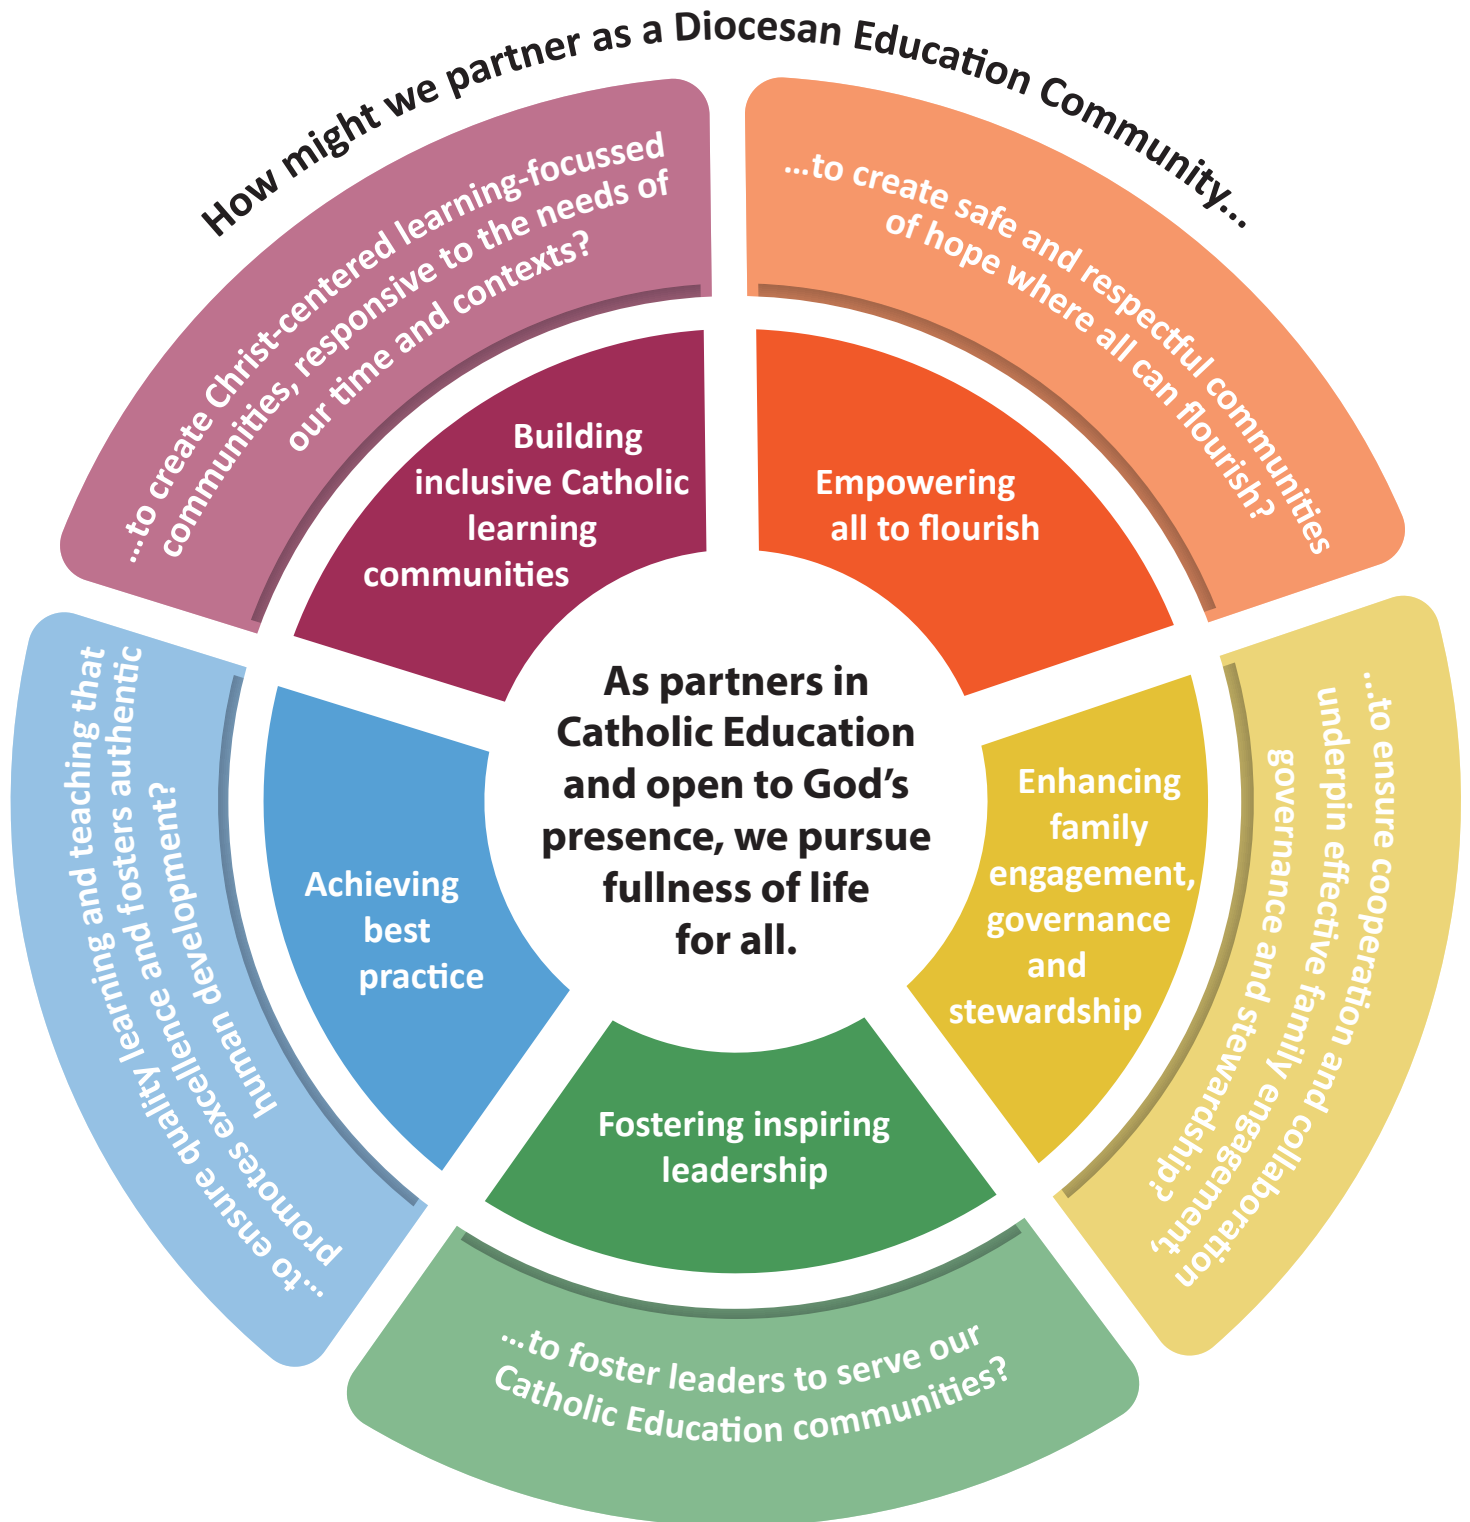 How might we partner as a Diocesan Education Community...
...to create Christ-centered learning-focussed
communities, responsive to the needs of
our time and contexts?
...to create safe and respectful communities
of hope where all can flourish?
Building
inclusive Catholic
learning
communities
Empowering
all to flourish
As partners in
Catholic Education
and open to God's
presence, we pursue
fullness of life
for all.
Enhancing
family
engagement,
governance
and
stewardship
...to ensure cooperation and collaboration
underpin effective family engagement,
governance and stewardship?
Achieving
best
practice
...to ensure quality learning and teaching that
promotes excellence and fosters authentic
human development?
Fostering inspiring
leadership
...to foster leaders to serve our
Catholic Education communities?